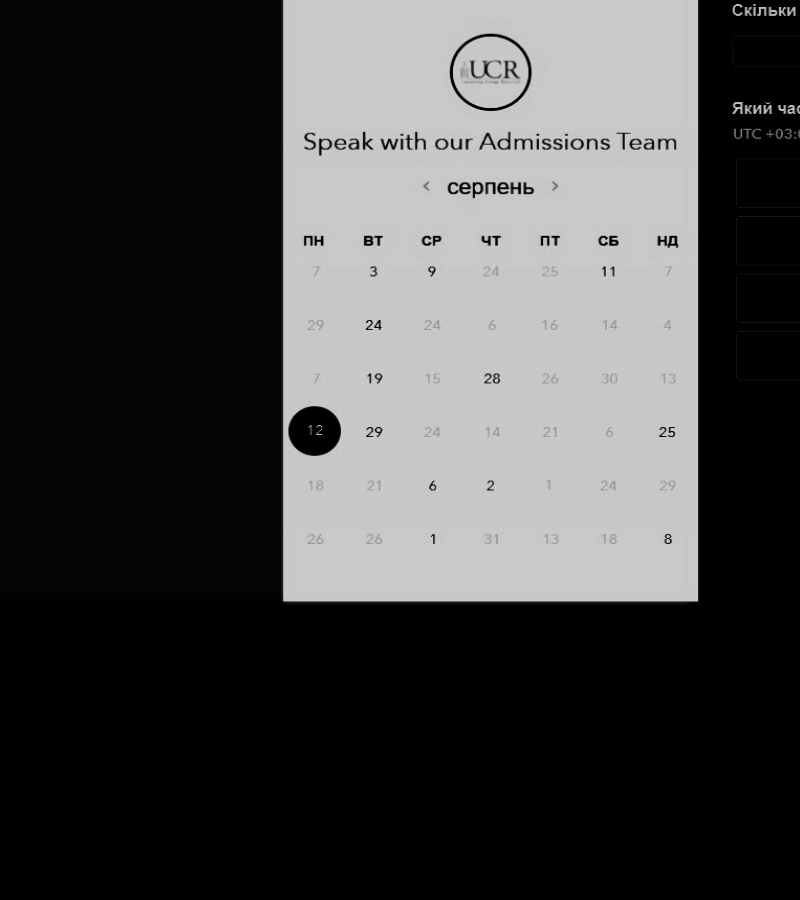 UCR
Speak with our Admissions Team
< серпень >
ПН ВТ СР ЧТ ПТ СБ НД
7 3 9 24 25 11 7
29 24 24 6 16 14 4
7 19 15 28 26 30 13
12 29 24 14 21 6 25
18 21 6 2 1 24 29
26 26 1 31 13 18 8
Скільки
Який час
UTC +03: